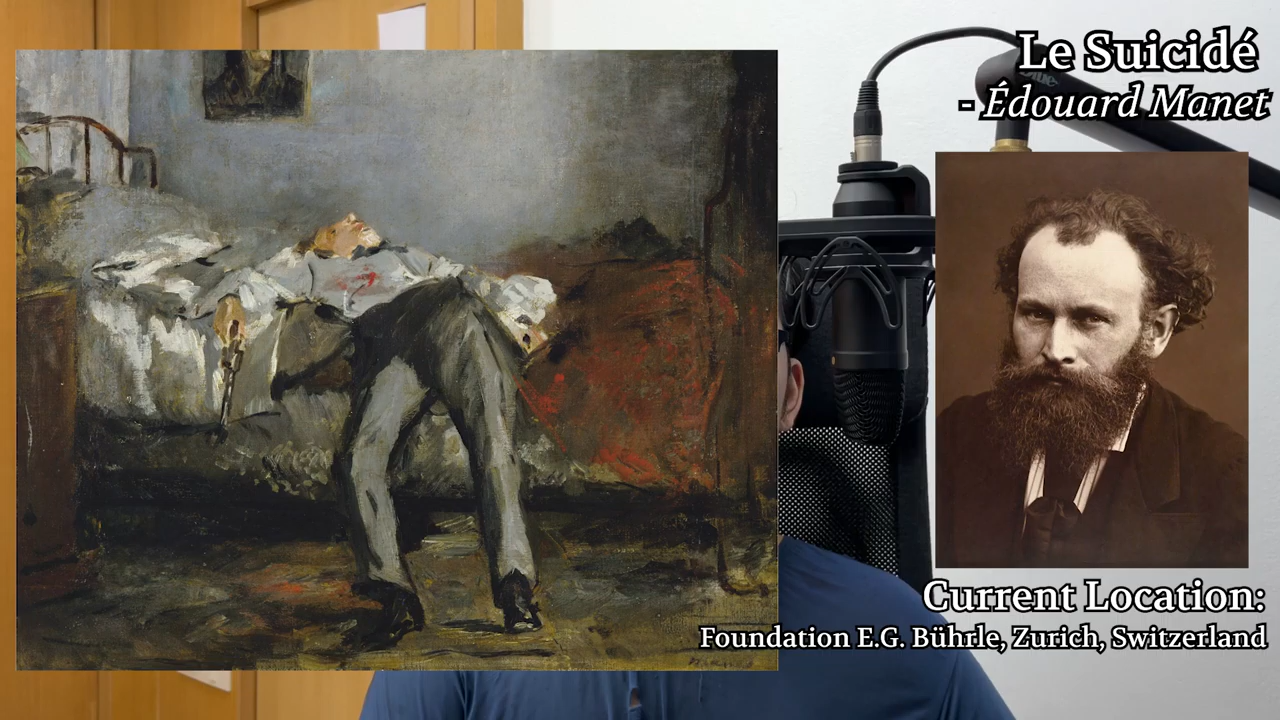 Le Suicidé
- Édouard Manet
Current Location:
Foundation E.G. Bührle, Zurich, Switzerland